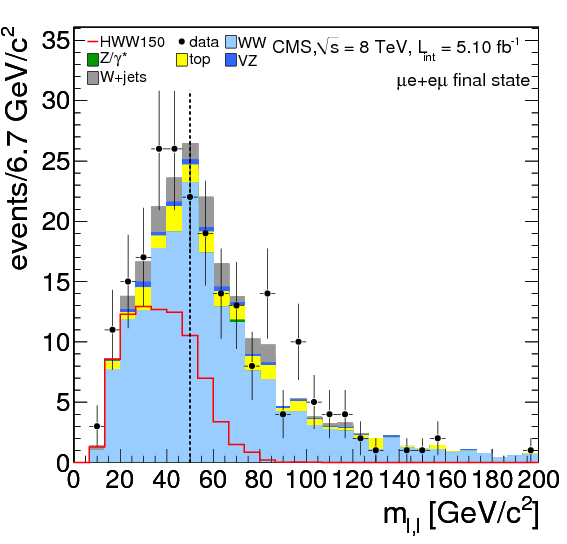 HWW150
data
WW
Z/γ*
top
VZ
W+jets
CMS,√s = 8 TeV, L_int = 5.10 fb⁻¹
μe+eμ final state
events/6.7 GeV/c²
35
30
25
20
15
10
5
0
0 20 40 60 80 100 120 140 160 180 200
m_l,l [GeV/c²]